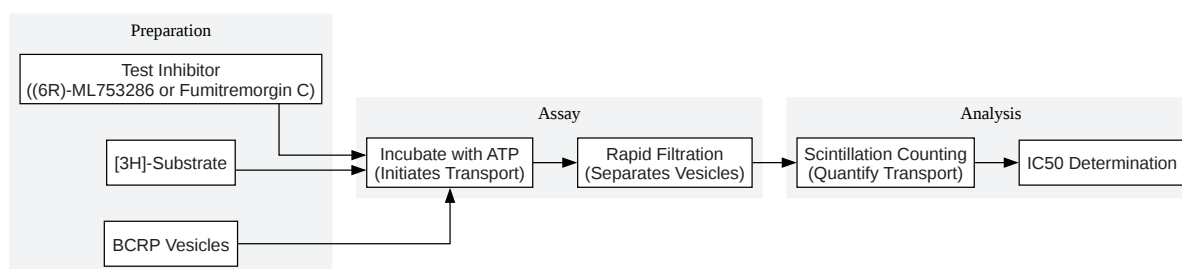 Preparation
Test Inhibitor
((6R)-ML753286 or Fumitremorgin C)
[3H]-Substrate
BCRP Vesicles
Assay
Incubate with ATP
(Initiates Transport)
Rapid Filtration
(Separates Vesicles)
Analysis
Scintillation Counting
(Quantify Transport)
IC50 Determination